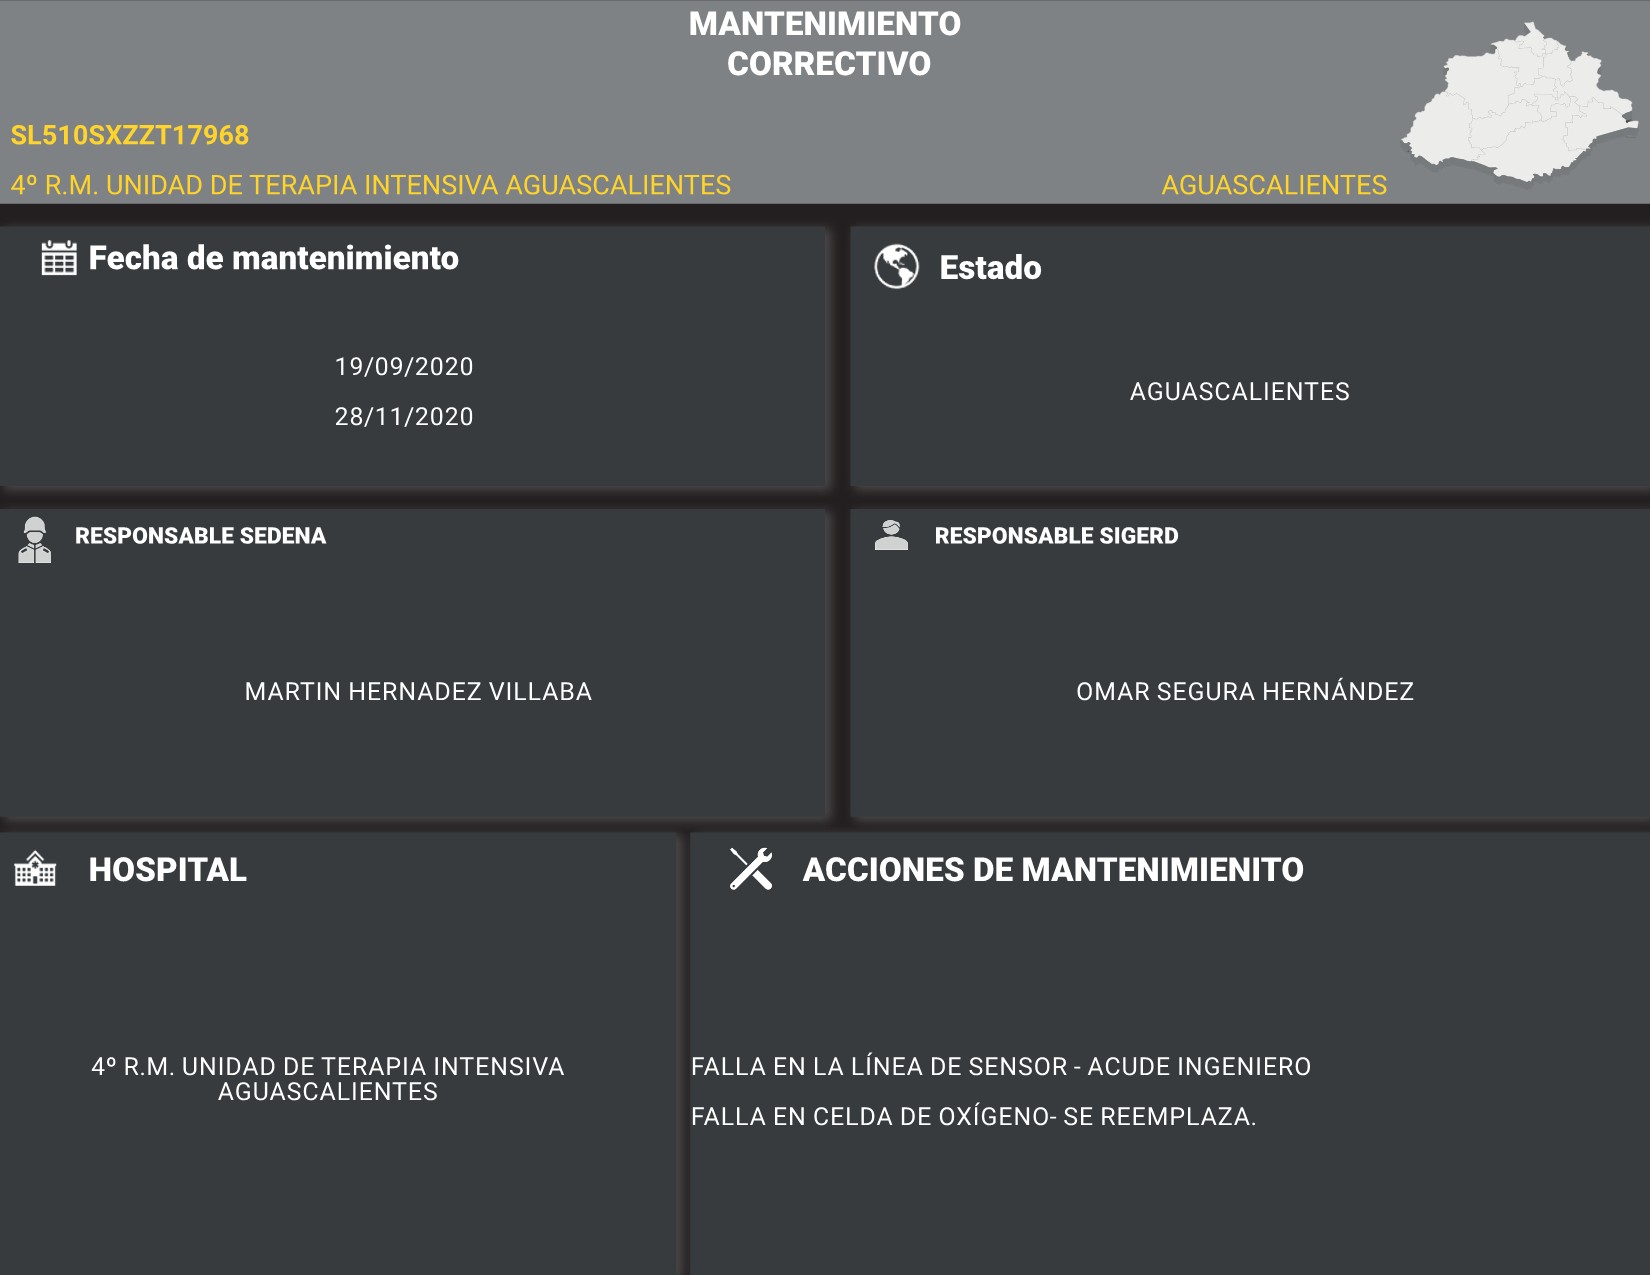 MANTENIMIENTO
CORRECTIVO
SL510SXZZT17968
4º R.M. UNIDAD DE TERAPIA INTENSIVA AGUASCALIENTES
AGUASCALIENTES
Fecha de mantenimiento
19/09/2020
28/11/2020
Estado
AGUASCALIENTES
RESPONSABLE SEDENA
MARTIN HERNADEZ VILLABA
RESPONSABLE SIGERD
OMAR SEGURA HERNÁNDEZ
HOSPITAL
4º R.M. UNIDAD DE TERAPIA INTENSIVA
AGUASCALIENTES
ACCIONES DE MANTENIMIENITO
FALLA EN LA LÍNEA DE SENSOR - ACUDE INGENIERO
FALLA EN CELDA DE OXÍGENO- SE REEMPLAZA.